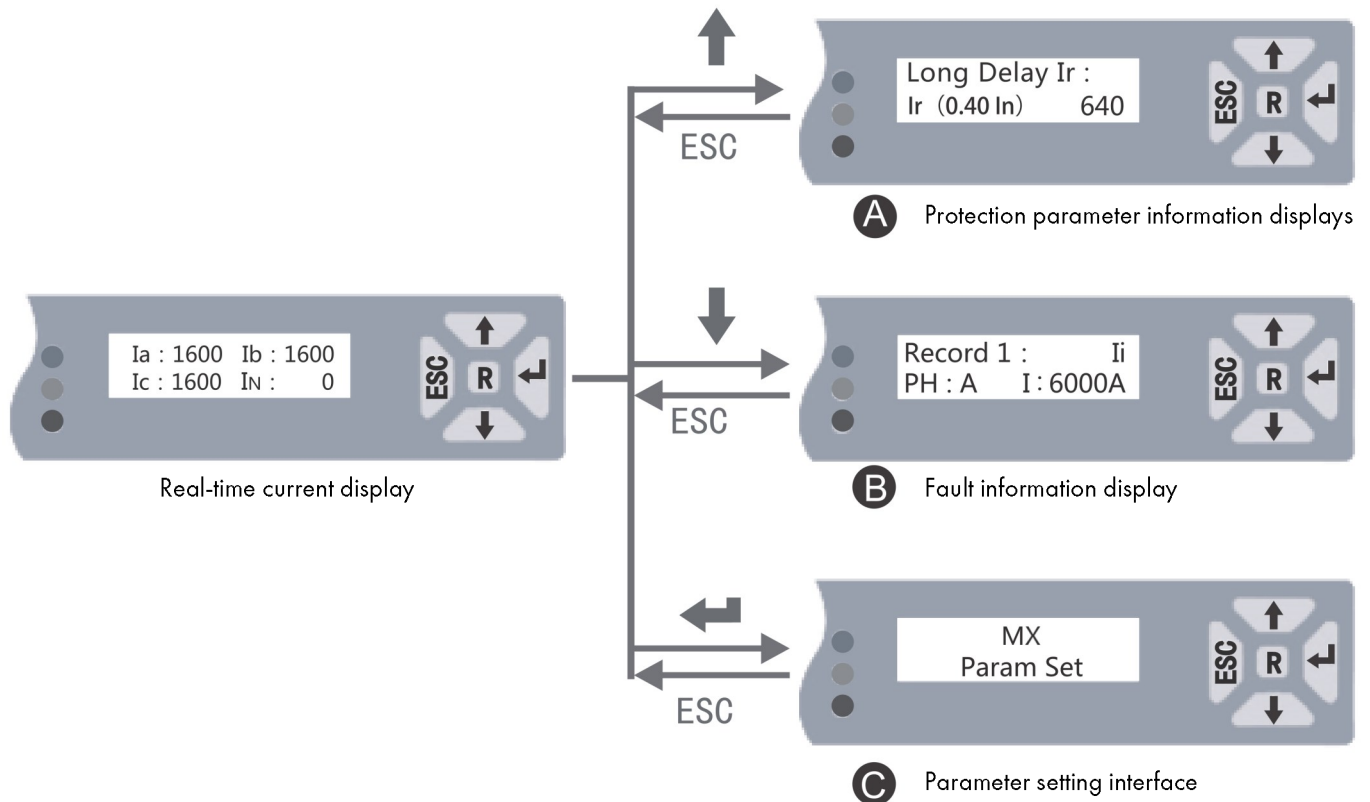 Long Delay Ir :
Ir (0.40 In) 640
ESC
R
ESC
A Protection parameter information displays
Ia : 1600 Ib : 1600
Ic : 1600 IN : 0
ESC
R
Real-time current display
Record 1 : Ii
PH : A I : 6000A
ESC
R
ESC
B Fault information display
MX
Param Set
ESC
R
ESC
C Parameter setting interface